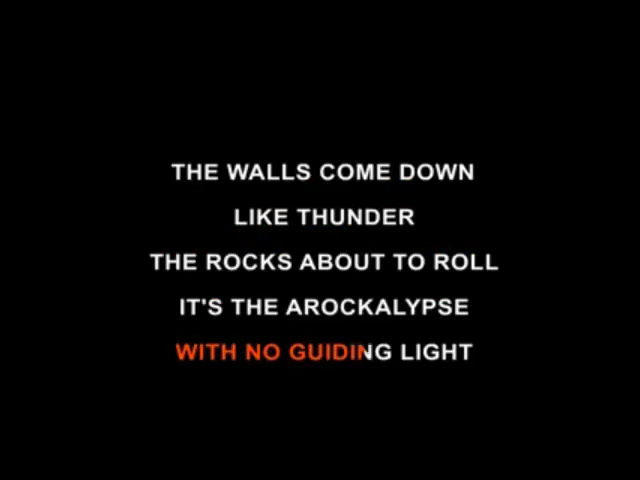 THE WALLS COME DOWN
LIKE THUNDER
THE ROCKS ABOUT TO ROLL
IT'S THE AROCKALYPSE
WITH NO GUIDING LIGHT